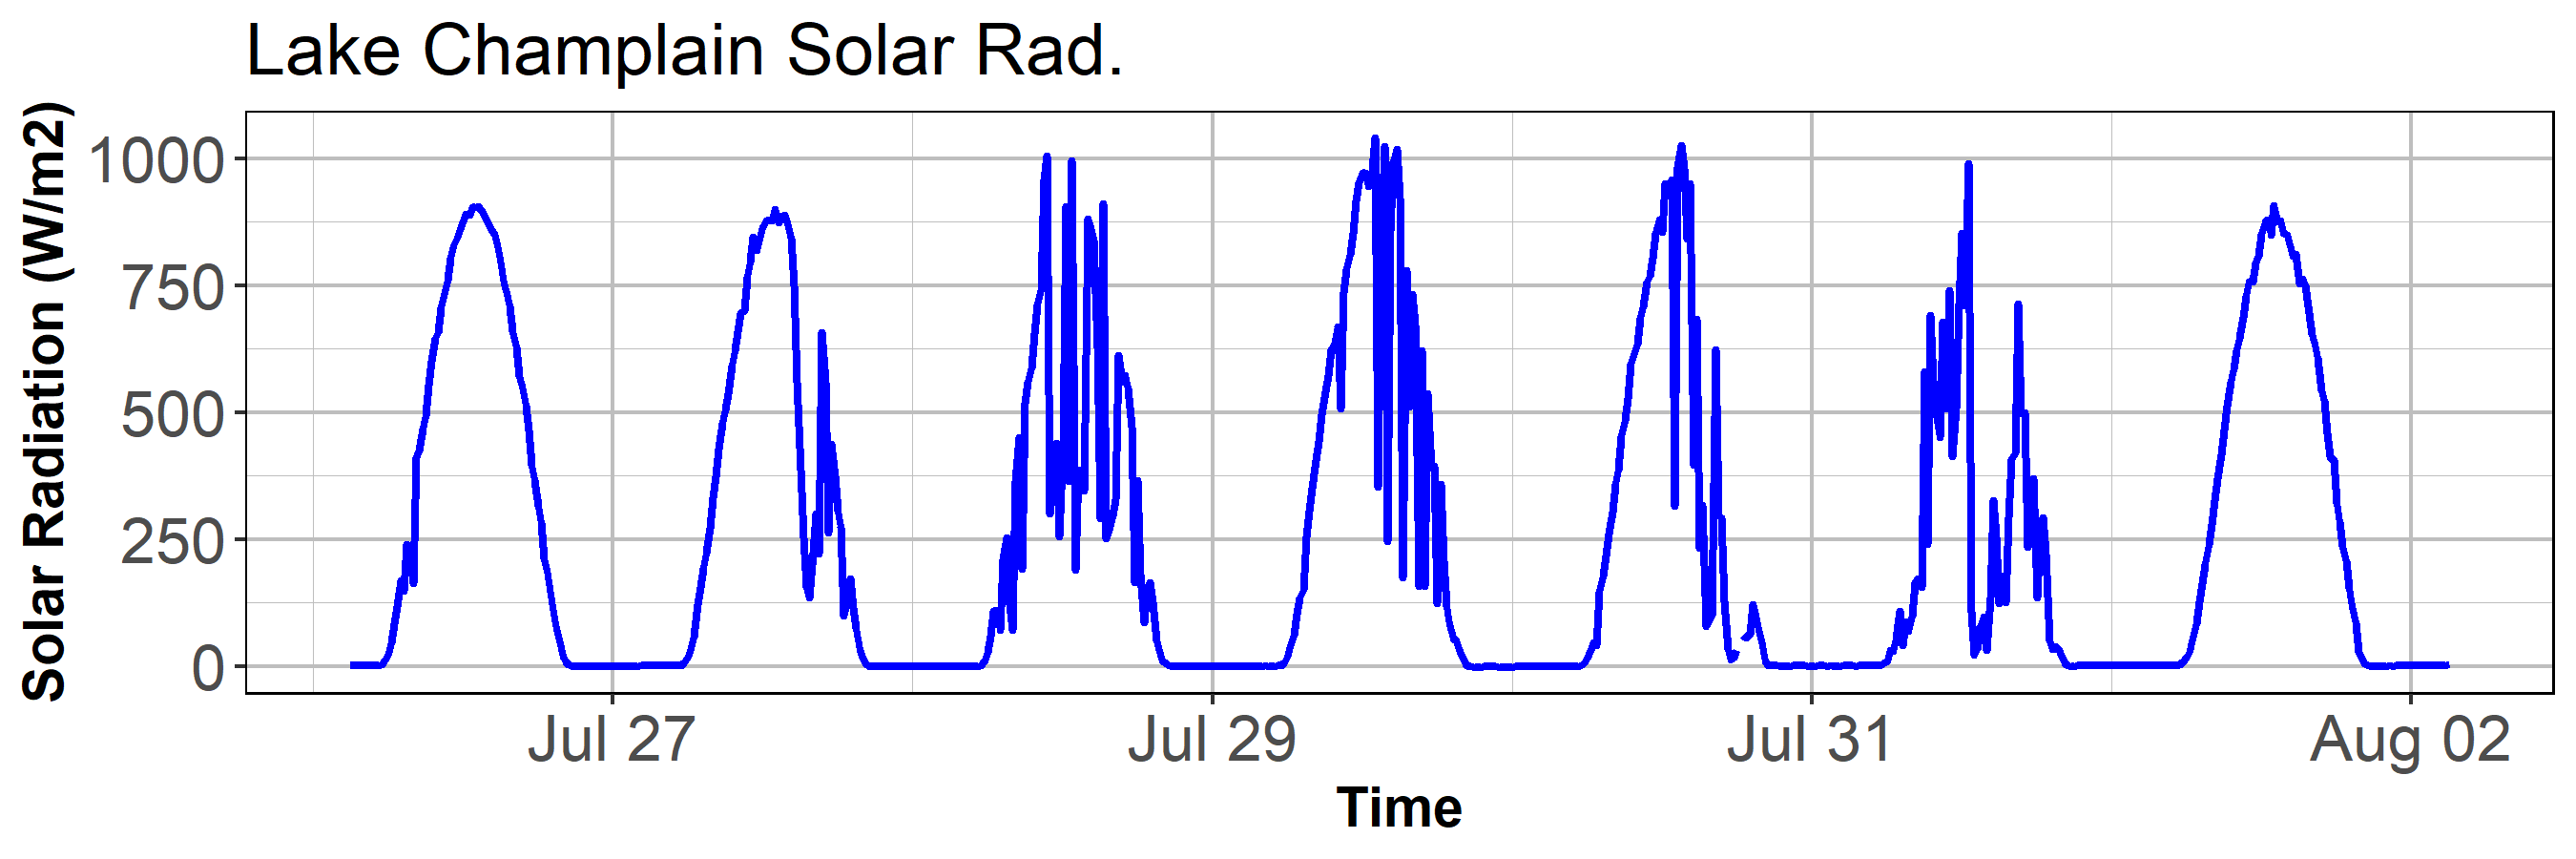 Lake Champlain Solar Rad.
Solar Radiation (W/m2)
1000
750
500
250
0
Jul 27
Jul 29
Jul 31
Aug 02
Time